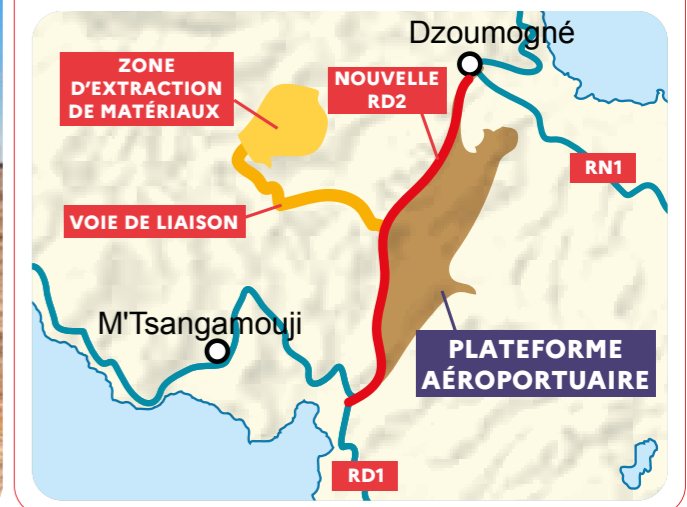 Dzoumogné
ZONE
D'EXTRACTION
DE MATÉRIAUX
NOUVELLE
RD2
RN1
VOIE DE LIAISON
M'Tsangamouji
PLATEFORME
AÉROPORTUAIRE
RD1